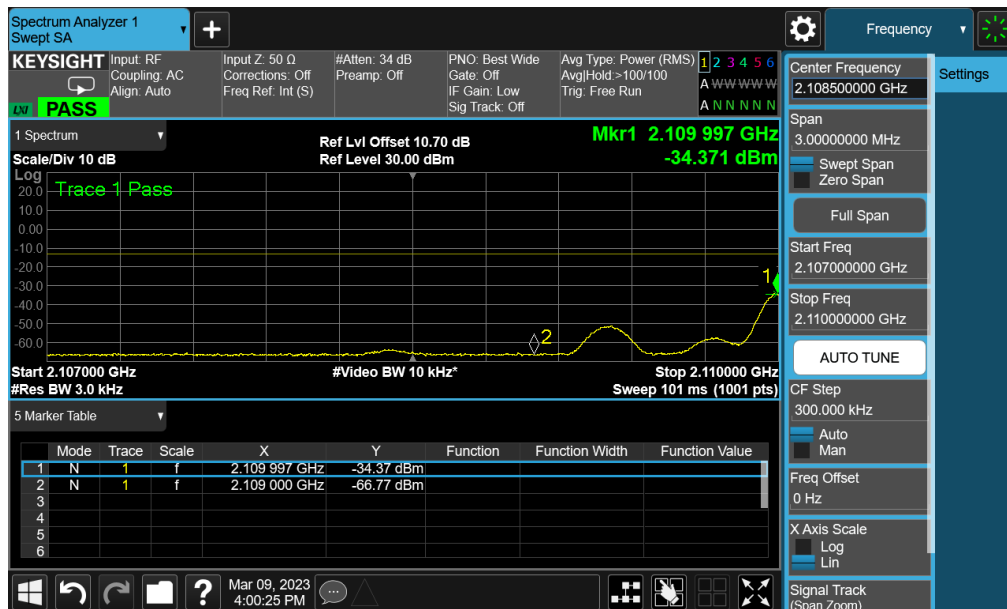 Spectrum Analyzer 1
Swept SA
Frequency
KEYSIGHT
LXI PASS
Input: RF
Coupling: AC
Align: Auto
Input Z: 50 Ω
Corrections: Off
Freq Ref: Int (S)
#Atten: 34 dB
Preamp: Off
PNO: Best Wide
Gate: Off
IF Gain: Low
Sig Track: Off
Avg Type: Power (RMS)
Avg|Hold:>100/100
Trig: Free Run
1 2 3 4 5 6
A W W W W W
A N N N N N
1 Spectrum
Scale/Div 10 dB
Ref Lvl Offset 10.70 dB
Ref Level 30.00 dBm
Mkr1 2.109 997 GHz
-34.371 dBm
Log
Trace 1 Pass
20.0
10.0
0.00
-10.0
-20.0
-30.0
-40.0
-50.0
-60.0
1
2
Start 2.107000 GHz
#Video BW 10 kHz*
Stop 2.110000 GHz
#Res BW 3.0 kHz
Sweep 101 ms (1001 pts)
5 Marker Table
Mode Trace Scale X Y Function Function Width Function Value
1 N 1 f 2.109 997 GHz -34.37 dBm
2 N 1 f 2.109 000 GHz -66.77 dBm
3
4
5
6
Mar 09, 2023
4:00:25 PM
Center Frequency
2.108500000 GHz
Settings
Span
3.00000000 MHz
Swept Span
Zero Span
Full Span
Start Freq
2.107000000 GHz
Stop Freq
2.110000000 GHz
AUTO TUNE
CF Step
300.000 kHz
Auto
Man
Freq Offset
0 Hz
X Axis Scale
Log
Lin
Signal Track
(Span Zoom)